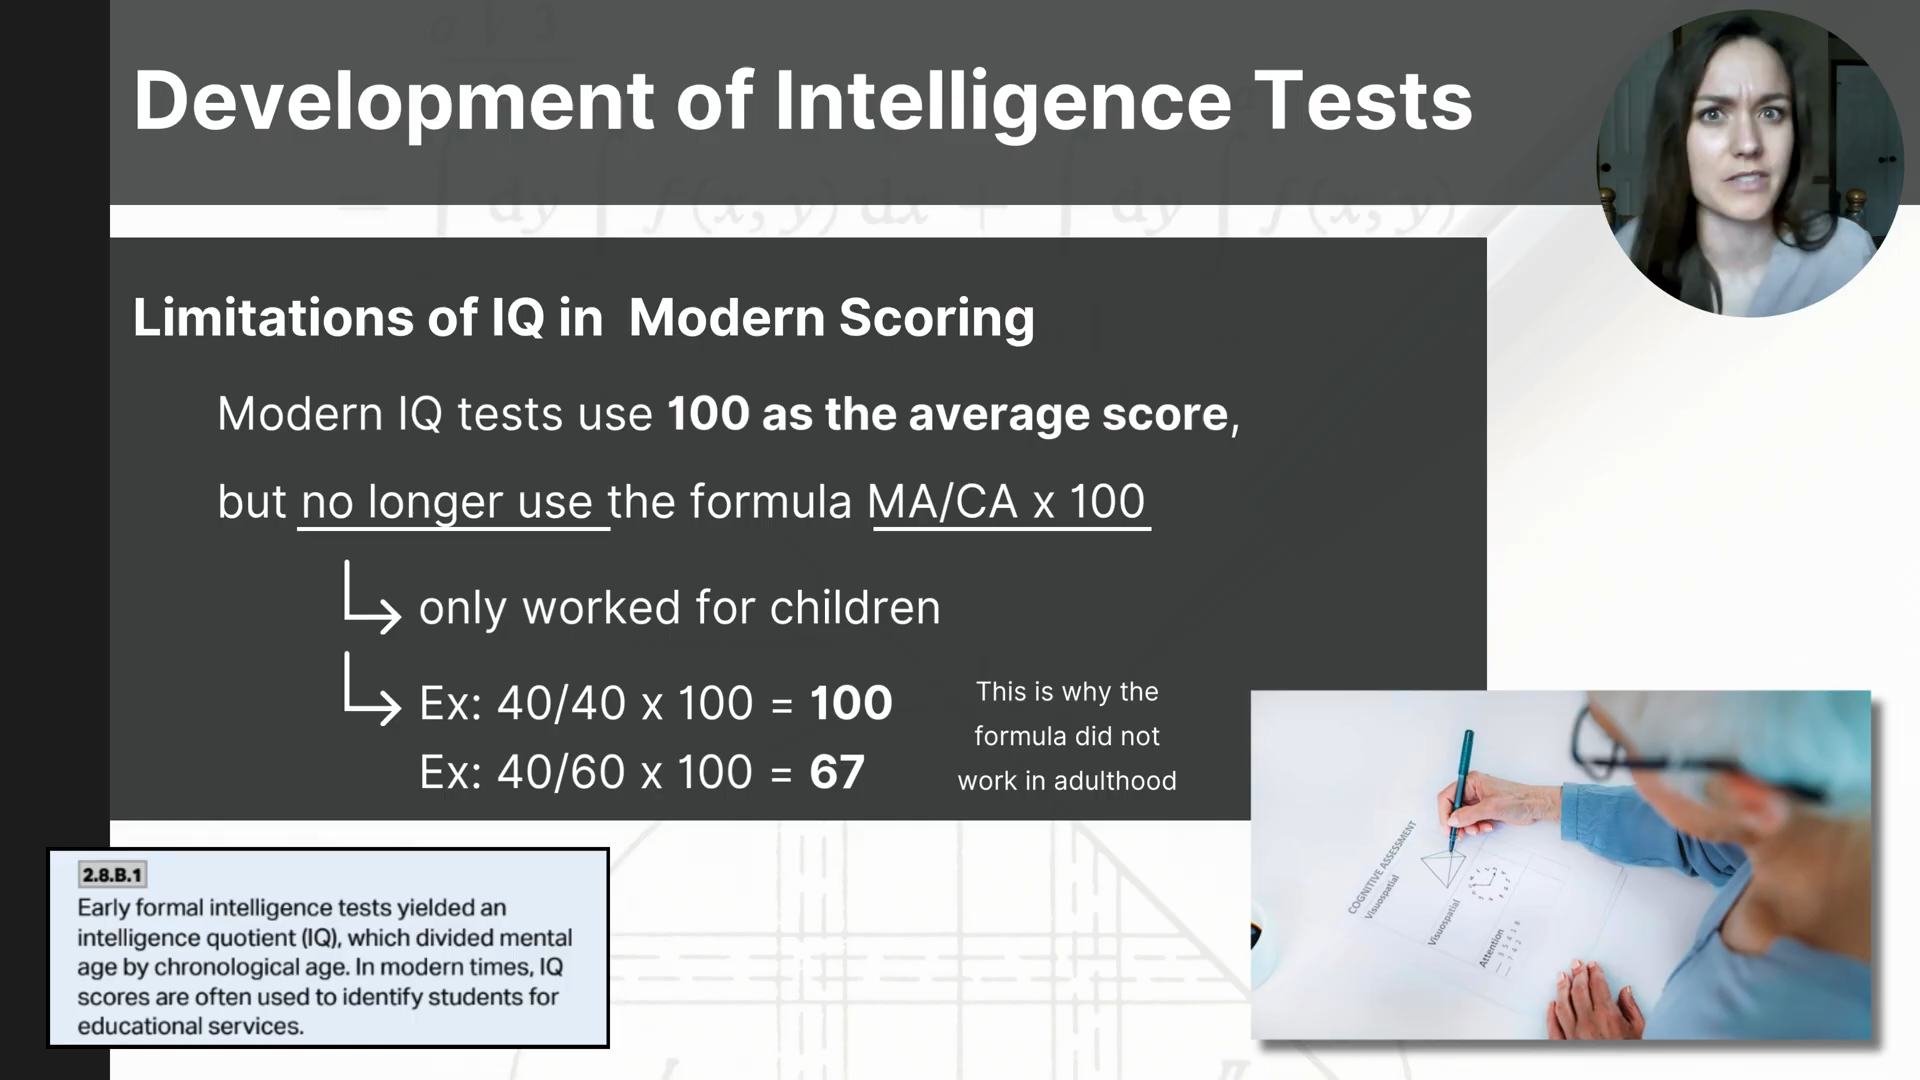 Development of Intelligence Tests
Limitations of IQ in  Modern Scoring
Modern IQ tests use 100 as the average score,
but no longer use the formula MA/CA x 100
only worked for children
Ex: 40/40 x 100 = 100
Ex: 40/60 x 100 = 67
This is why the
formula did not
work in adulthood
2.8.B.1
Early formal intelligence tests yielded an
intelligence quotient (IQ), which divided mental
age by chronological age. In modern times, IQ
scores are often used to identify students for
educational services.
COGNITIVE ASSESSMENT
Visuospatial
Visuospatial
Attention